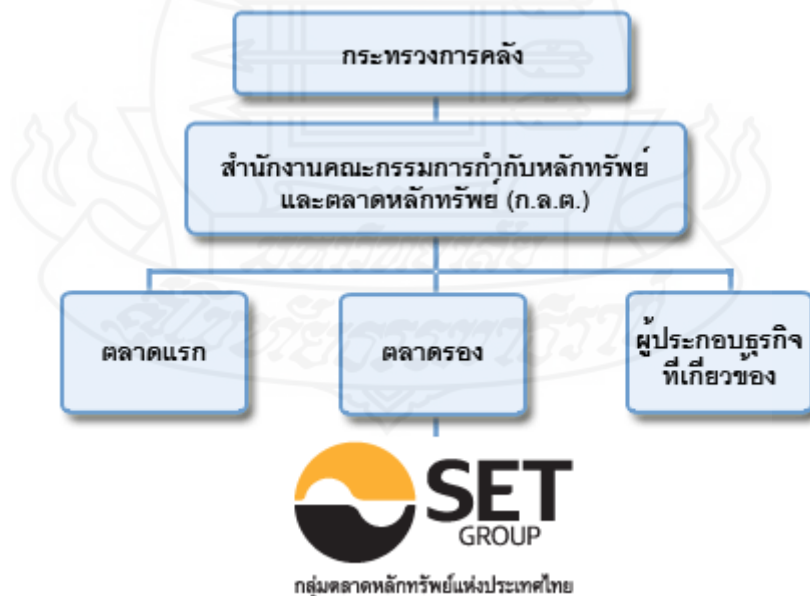 กระทรวงการคลัง
สำนักงานคณะกรรมการกำกับหลักทรัพย์
และตลาดหลักทรัพย์ (ก.ล.ต.)
ตลาดแรก
ตลาดรอง
ผู้ประกอบธุรกิจ
ที่เกี่ยวข้อง
SET
GROUP
กลุ่มตลาดหลักทรัพย์แห่งประเทศไทย